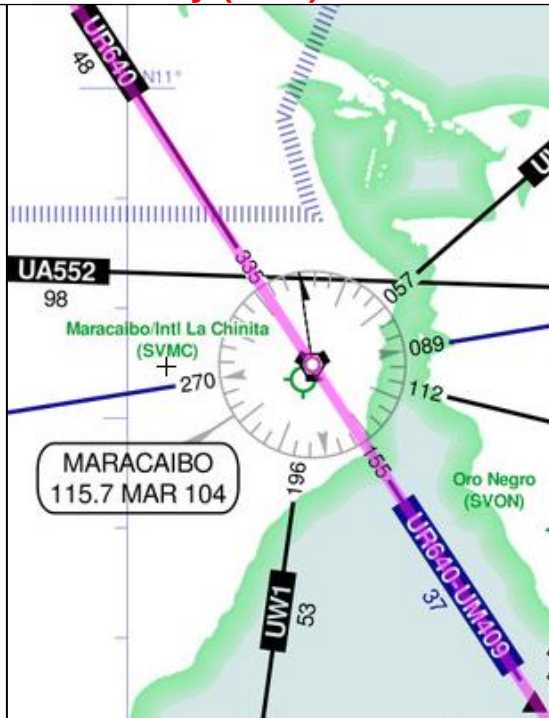 UR640
48
N11°
335
UA552
98
057
Maracaibo/Intl La Chinita
(SVMC)
089
270
112
MARACAIBO
115.7 MAR 104
155
196
Oro Negro
(SVON)
UR640-UM409
37
UW1
53